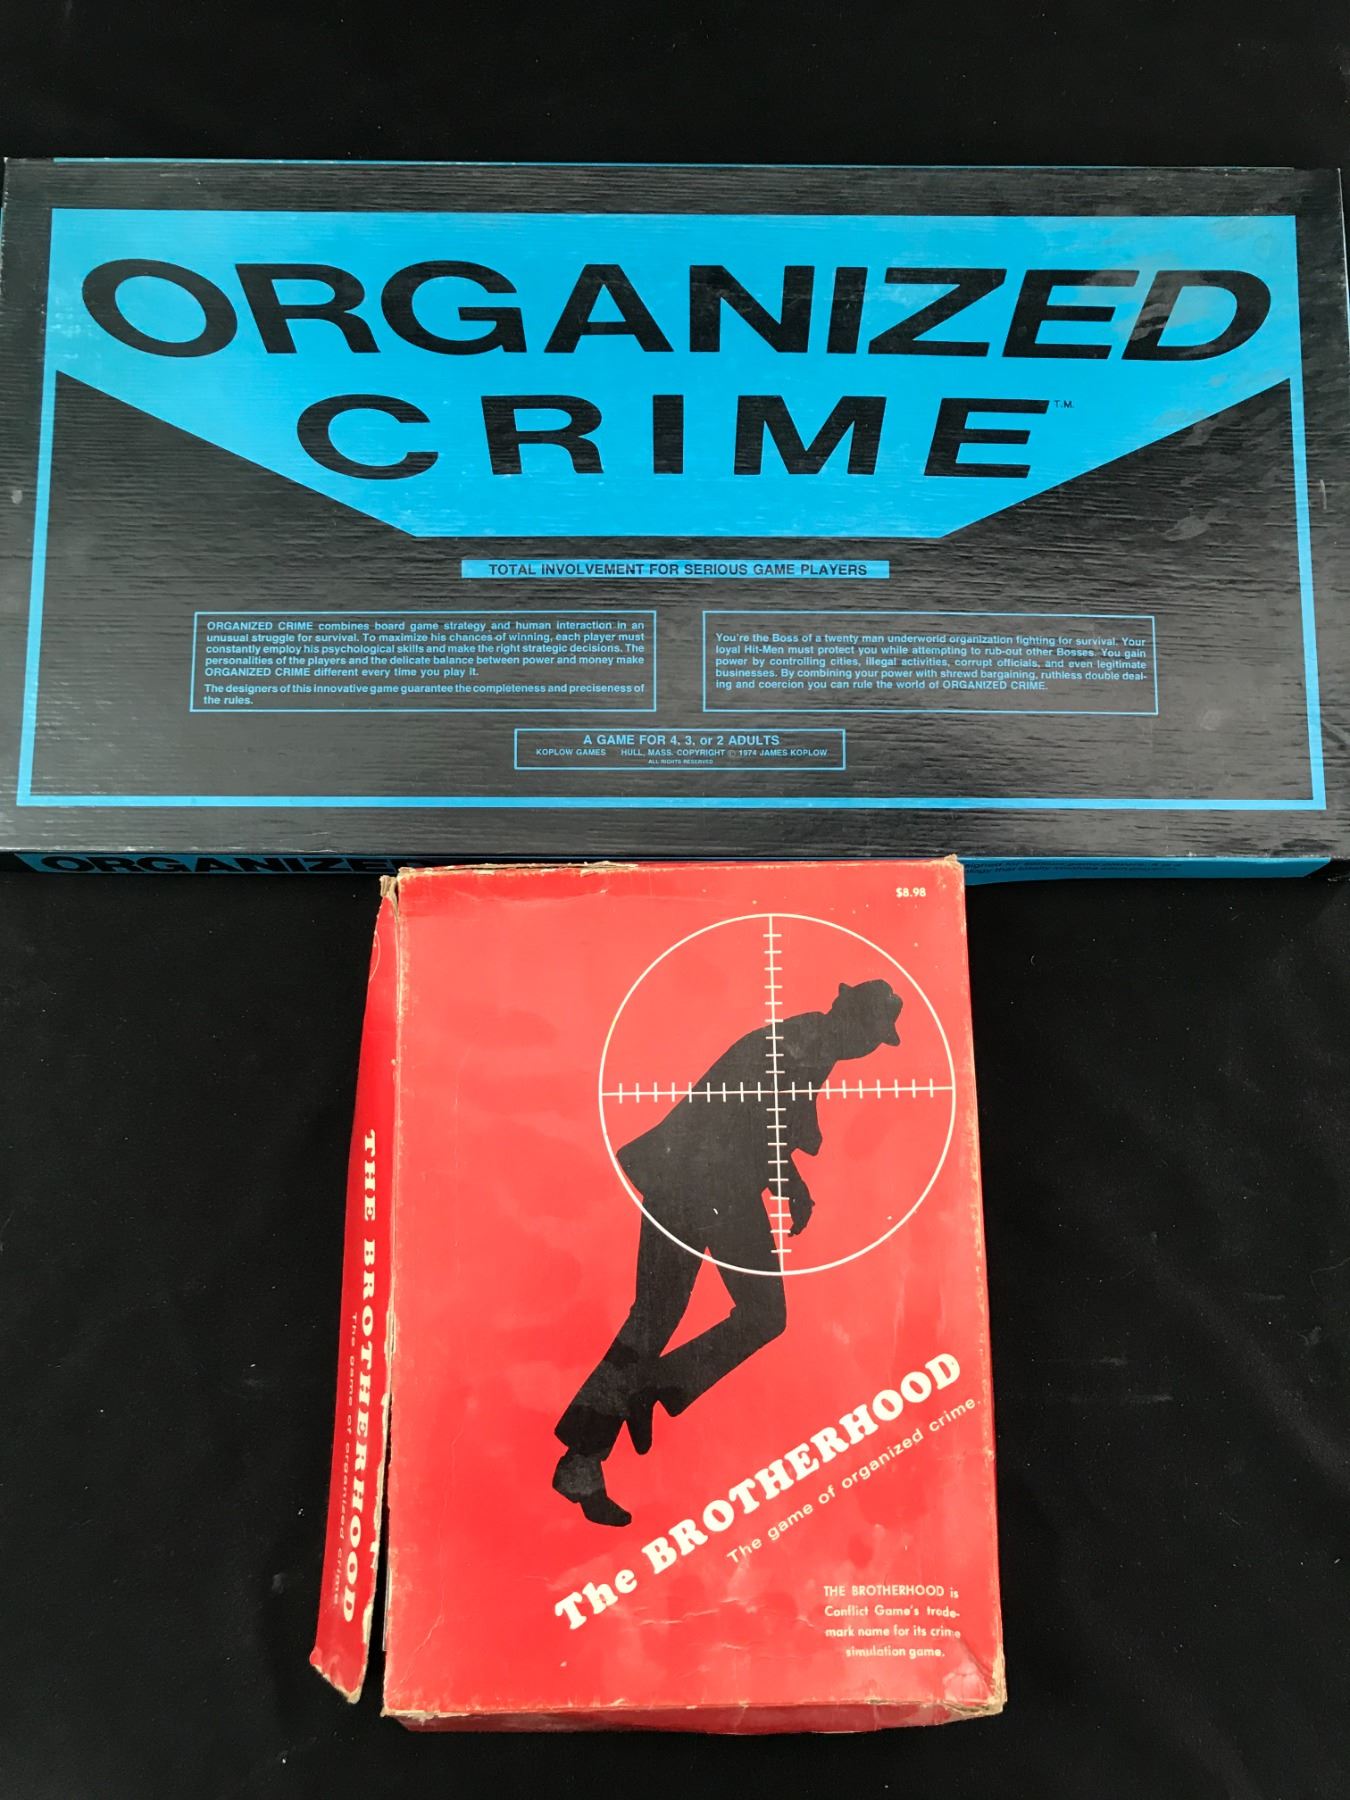 ORGANIZED
CRIME T.M.
TOTAL INVOLVEMENT FOR SERIOUS GAME PLAYERS
ORGANIZED CRIME combines board game strategy and human interaction in an
unusual struggle for survival. To maximize his chances of winning, each player must
constantly employ his psychological skills and make the right strategic decisions. The
personalities of the players and the delicate balance between power and money make
ORGANIZED CRIME different every time you play it.
The designers of this innovative game guarantee the completeness and preciseness of
the rules.
You're the Boss of a twenty man underworld organization fighting for survival. Your
loyal Hit-Men must protect you while attempting to rub-out other Bosses. You gain
power by controlling cities, illegal activities, corrupt officials, and even legitimate
businesses. By combining your power with shrewd bargaining, ruthless double deal-
ing and coercion you can rule the world of ORGANIZED CRIME.
A GAME FOR 4, 3, or 2 ADULTS
KOPLOW GAMES HULL, MASS. COPYRIGHT © 1974 JAMES KOPLOW
ALL RIGHTS RESERVED
ORGANIZED
$8.98
The BROTHERHOOD
The game of organized crime.
THE BROTHERHOOD is
Conflict Game's trade-
mark name for its crime
simulation game.
THE BROTHERHOOD
The Game of organized crime